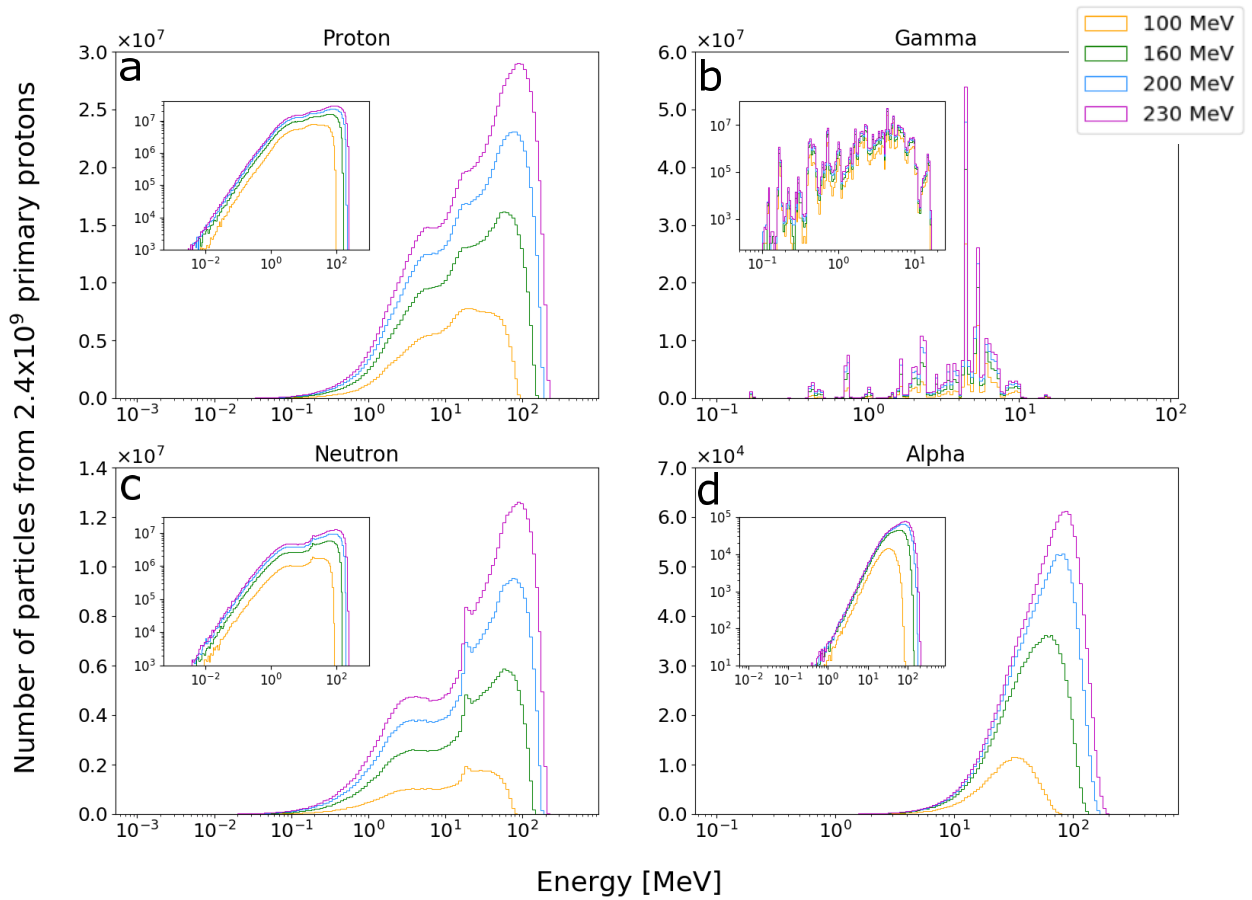 Number of particles from 2.4x10⁹ primary protons
×10⁷
Proton
a
3.0
2.5
2.0
1.5
1.0
0.5
0.0
10⁷
10⁶
10⁵
10⁴
10³
10⁻² 10⁰ 10²
10⁻³ 10⁻² 10⁻¹ 10⁰ 10¹ 10²
×10⁷
Gamma
b
6.0
5.0
4.0
3.0
2.0
1.0
0.0
10⁷
10⁵
10³
10⁻¹ 10⁰ 10¹
10⁻¹ 10⁰ 10¹ 10²
100 MeV
160 MeV
200 MeV
230 MeV
×10⁷
Neutron
c
1.4
1.2
1.0
0.8
0.6
0.4
0.2
0.0
10⁷
10⁶
10⁵
10⁴
10³
10⁻² 10⁰ 10²
10⁻³ 10⁻² 10⁻¹ 10⁰ 10¹ 10²
×10⁴
Alpha
d
7.0
6.0
5.0
4.0
3.0
2.0
1.0
0.0
10⁵
10⁴
10³
10²
10¹
10⁻² 10⁻¹ 10⁰ 10¹ 10²
10⁻¹ 10⁰ 10¹ 10²
Energy [MeV]